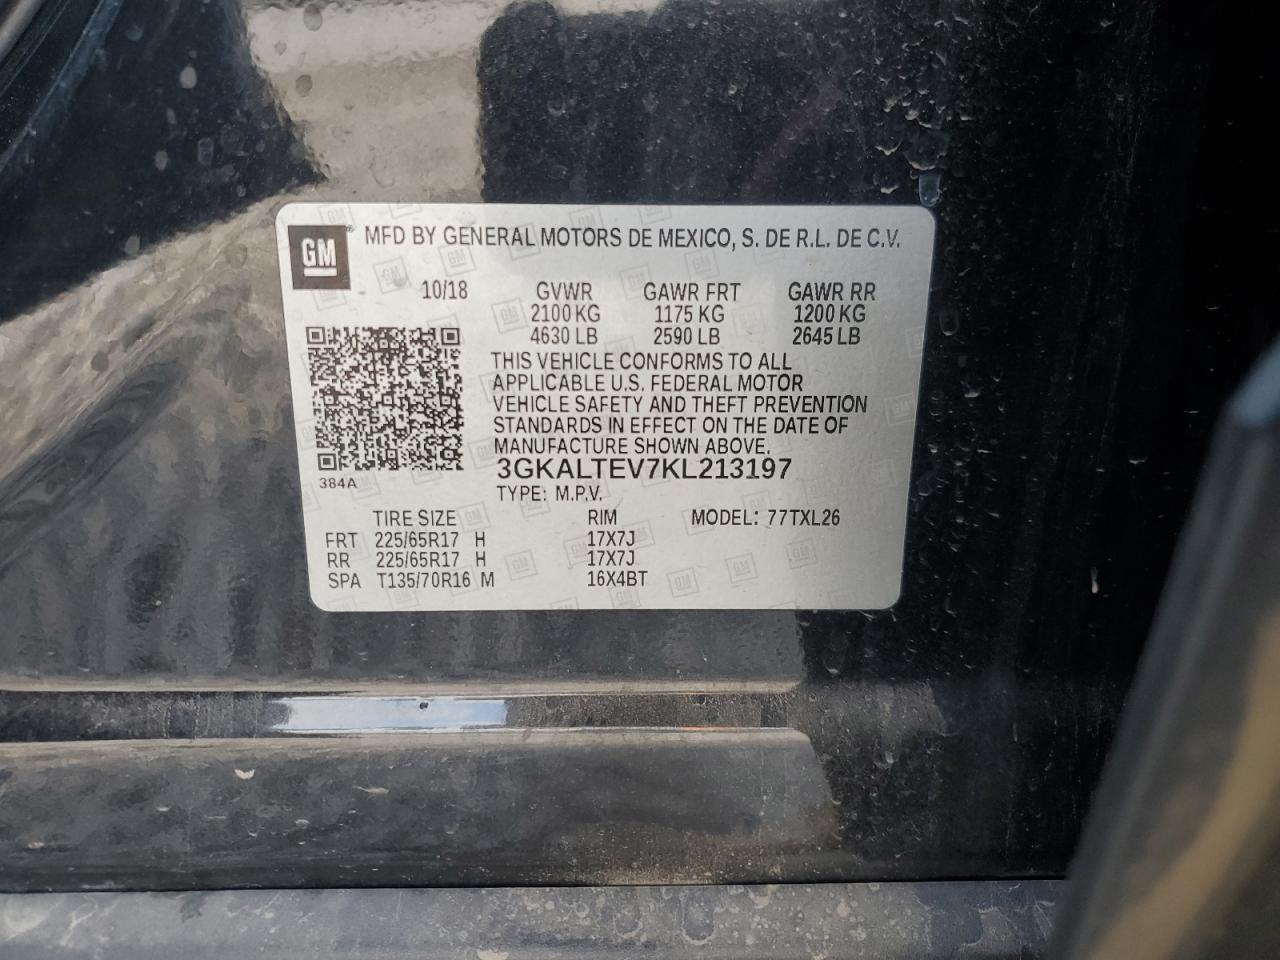 GM MFD BY GENERAL MOTORS DE MEXICO, S. DE R.L. DE C.V.
10/18 GVWR GAWR FRT GAWR RR
2100 KG 1175 KG 1200 KG
4630 LB 2590 LB 2645 LB
THIS VEHICLE CONFORMS TO ALL
APPLICABLE U.S. FEDERAL MOTOR
VEHICLE SAFETY AND THEFT PREVENTION
STANDARDS IN EFFECT ON THE DATE OF
MANUFACTURE SHOWN ABOVE.
3GKALTEV7KL213197
384A
TYPE: M.P.V.
TIRE SIZE RIM MODEL: 77TXL26
FRT 225/65R17 H 17X7J
RR 225/65R17 H 17X7J
SPA T135/70R16 M 16X4BT